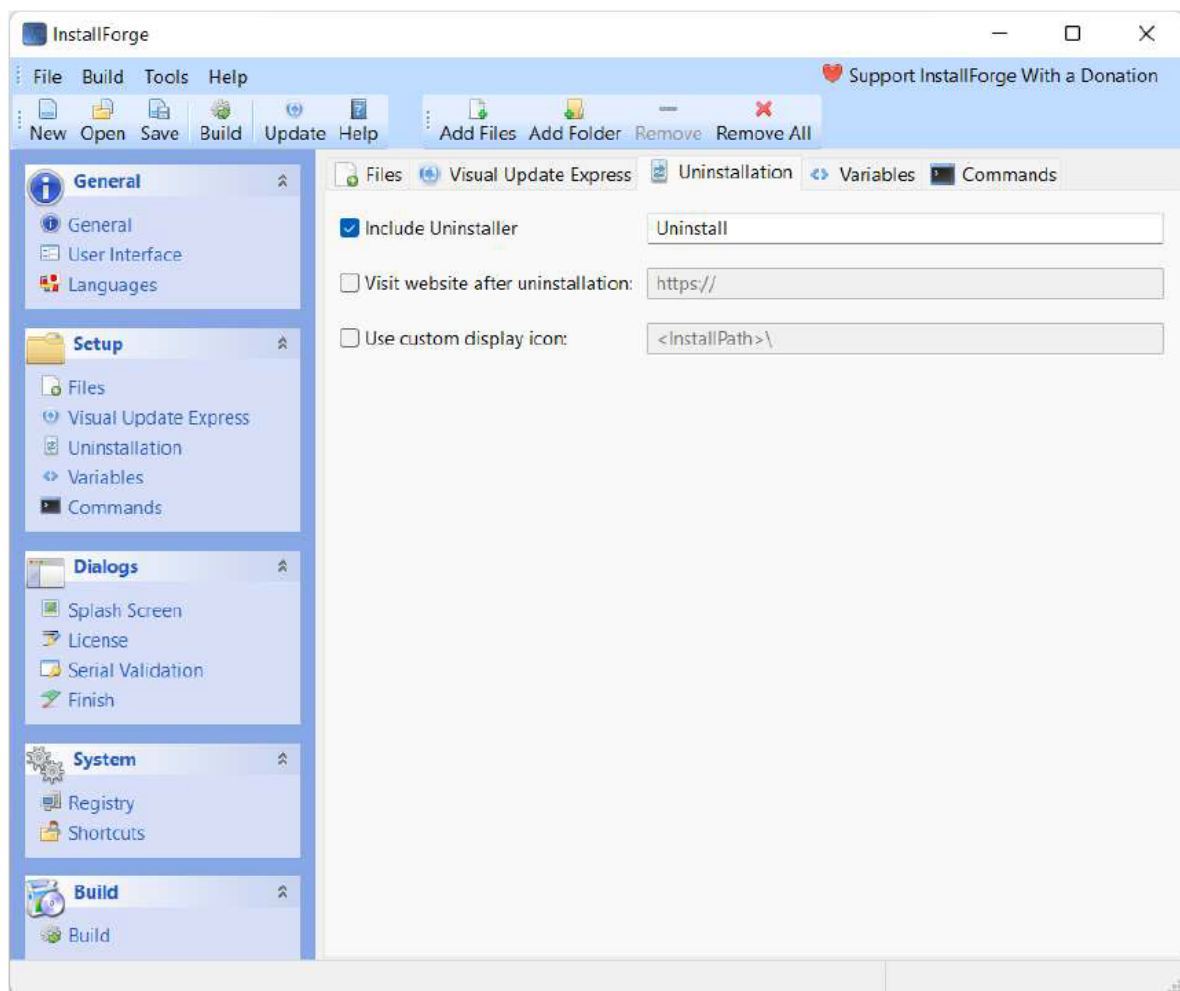 InstallForge
File Build Tools Help
Support InstallForge With a Donation
New Open Save Build Update Help Add Files Add Folder Remove Remove All
General
General
User Interface
Languages
Setup
Files
Visual Update Express
Uninstallation
Variables
Commands
Dialogs
Splash Screen
License
Serial Validation
Finish
System
Registry
Shortcuts
Build
Build
Files Visual Update Express Uninstallation Variables Commands
Include Uninstaller Uninstall
Visit website after uninstallation: https://
Use custom display icon: <InstallPath>\